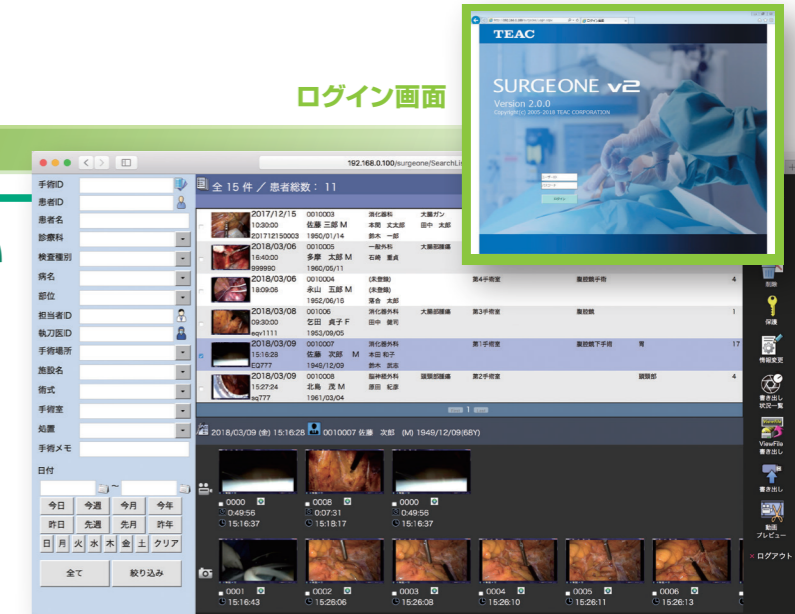 ログイン画面
TEAC
SURGEONE v2
Version 2.0.0
Copyright(c) 2005-2018 TEAC CORPORATION
192.168.0.100/surgeone/SearchLi
手術ID
患者ID
患者名
診療科
検査種別
病名
部位
担当者ID
執刀医ID
手術場所
施設名
術式
手術室
処置
手術メモ
日付
~
今日 今週 今月 今年
昨日 先週 先月 昨年
日 月 火 水 木 金 土 クリア
全て 絞り込み
全 15 件 / 患者総数: 11
2017/12/15 0010003 消化器科 大腸ガン
10:30:00 佐藤 三郎 M 本間 丈太郎 田中 太郎
201712150003 1950/01/14 鈴木 一郎
2018/03/06 0010005 一般外科 大腸部腫瘍
16:40:00 多摩 太郎 M 石崎 重貞
999990 1960/05/11
2018/03/06 0010004 (未登録) 第4手術室 腹腔鏡手術 4
18:09:06 永山 五郎 M (未登録)
1952/06/15 落合 太郎
2018/03/08 001006 消化器外科 大腸部腫瘍 第3手術室 腹腔鏡 1
09:30:00 乞田 貞子 F 田中 健司
eqv1111 1953/09/05
2018/03/09 0010007 消化器外科 第1手術室 腹腔鏡下手術 胃 17
15:16:28 佐藤 次郎 M 本田 和子
EQ777 1949/12/09 鈴木 武志
2018/03/09 0010008 脳神経外科 頭頸部腫瘍 第2手術室 頭頸部 4
15:27:24 北島 茂 M 原田 紀彦
eq777 1961/03/04
1
2018/03/09 (金) 15:16:28 0010007 佐藤 次郎 (M) 1949/12/09(68Y)
0000 0008 0000
0:49:56 0:07:31 0:49:56
15:16:37 15:18:17 15:16:37
0001 0002 0003 0004 0005 0006
15:16:43 15:26:06 15:26:08 15:26:10 15:26:11 15:26:13
削除
保護
情報変更
書き出し
状況一覧
ViewFile
書き出し
書き出し
動画
プレビュー
× ログアウト